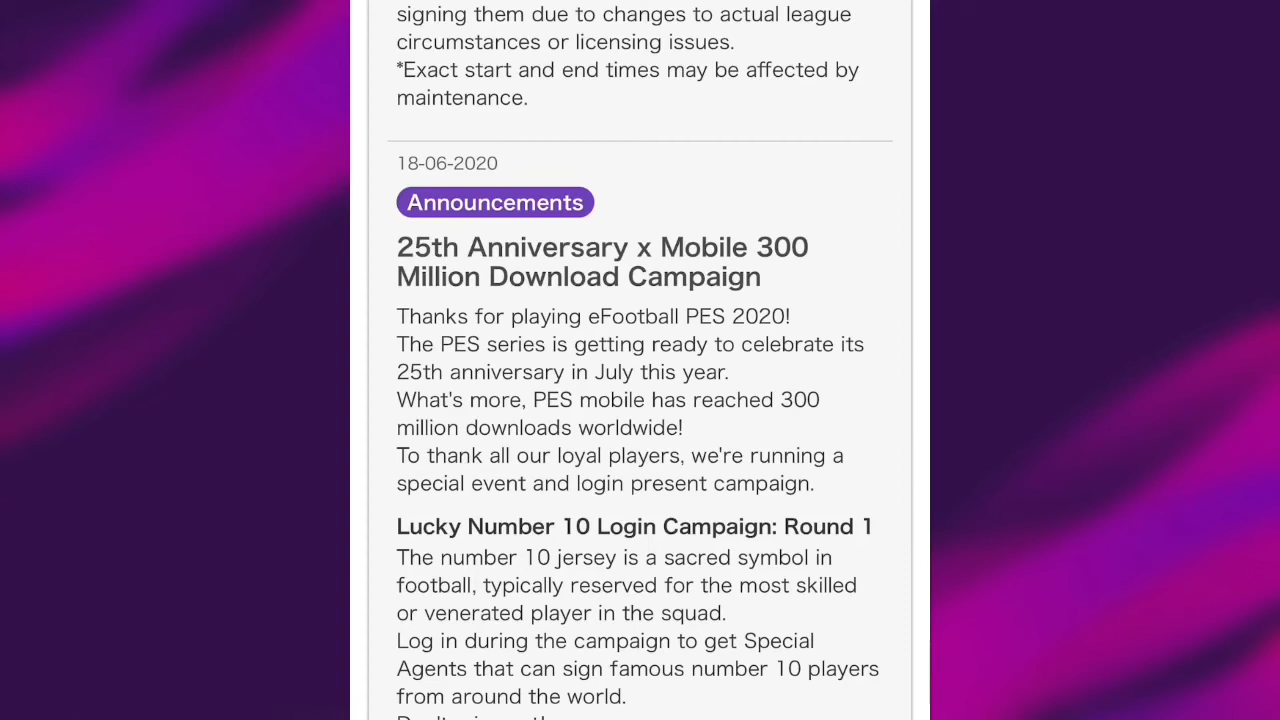 signing them due to changes to actual league
circumstances or licensing issues.
*Exact start and end times may be affected by
maintenance.
18-06-2020
Announcements
25th Anniversary x Mobile 300
Million Download Campaign
Thanks for playing eFootball PES 2020!
The PES series is getting ready to celebrate its
25th anniversary in July this year.
What's more, PES mobile has reached 300
million downloads worldwide!
To thank all our loyal players, we're running a
special event and login present campaign.
Lucky Number 10 Login Campaign: Round 1
The number 10 jersey is a sacred symbol in
football, typically reserved for the most skilled
or venerated player in the squad.
Log in during the campaign to get Special
Agents that can sign famous number 10 players
from around the world.